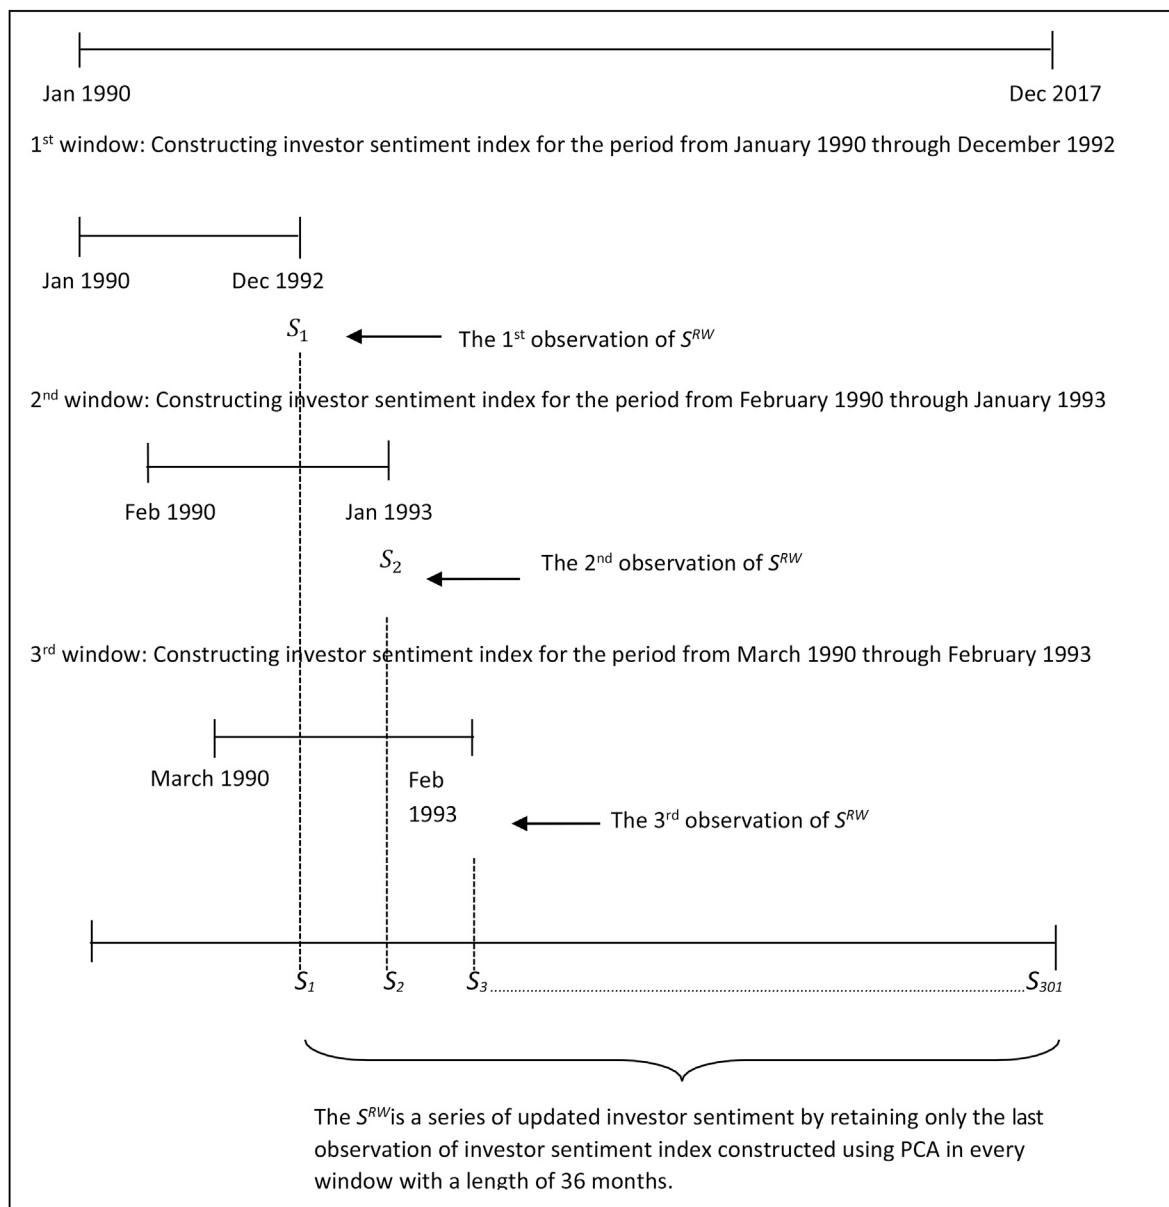 Jan 1990 Dec 2017
1st window: Constructing investor sentiment index for the period from January 1990 through December 1992
Jan 1990 Dec 1992
S1
The 1st observation of SRW
2nd window: Constructing investor sentiment index for the period from February 1990 through January 1993
Feb 1990 Jan 1993
S2
The 2nd observation of SRW
3rd window: Constructing investor sentiment index for the period from March 1990 through February 1993
March 1990 Feb
1993
The 3rd observation of SRW
S1 S2 S3 S301
The SRWis a series of updated investor sentiment by retaining only the last
observation of investor sentiment index constructed using PCA in every
window with a length of 36 months.